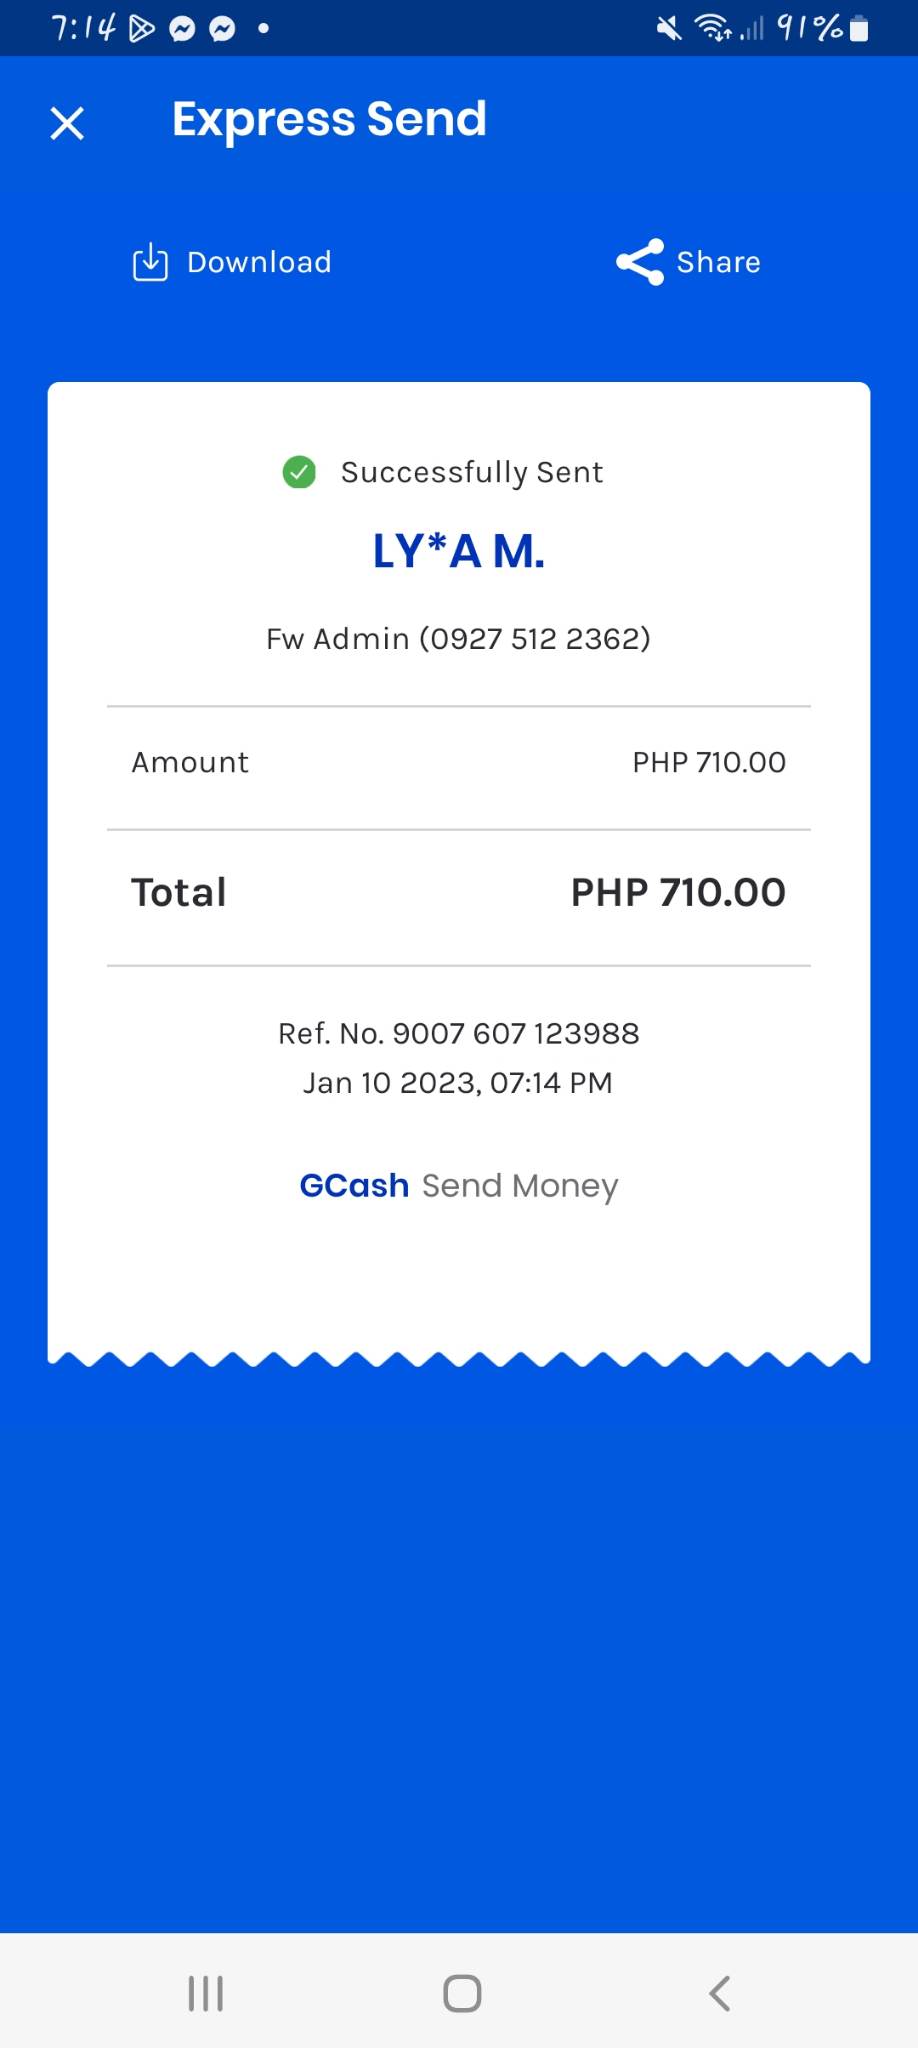 7:14 91%
Express Send
Download Share
Successfully Sent
LY*A M.
Fw Admin (0927 512 2362)
Amount PHP 710.00
Total PHP 710.00
Ref. No. 9007 607 123988
Jan 10 2023, 07:14 PM
GCash Send Money